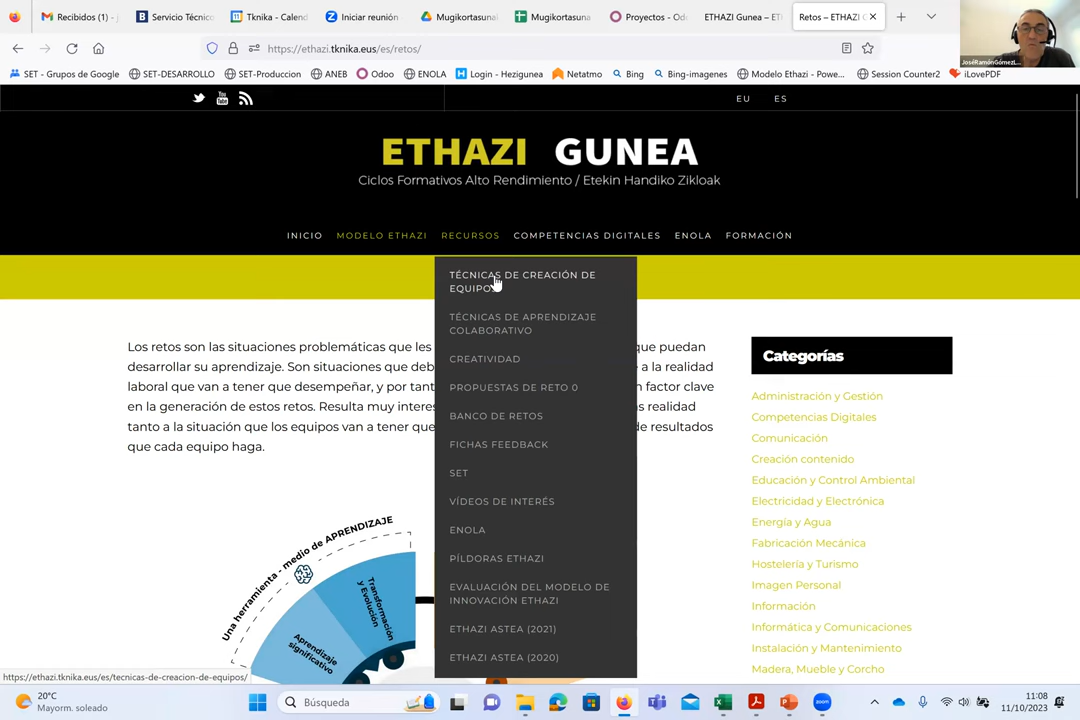 Recibidos (1) - j
Servicio Técnico
Tknika - Calend
Iniciar reunión
Mugikortasuna
Mugikortasuna
Proyectos - Od
ETHAZI Gunea – ET
Retos – ETHAZI G
https://ethazi.tknika.eus/es/retos/
JoséRamónGómezL...
SET - Grupos de Google
SET-DESARROLLO
SET-Produccion
ANEB
Odoo
ENOLA
Login - Hezigunea
Netatmo
Bing
Bing-imagenes
Modelo Ethazi - Powe...
Session Counter2
iLovePDF
You Tube
EU ES
ETHAZI GUNEA
Ciclos Formativos Alto Rendimiento / Etekin Handiko Zikloak
INICIO MODELO ETHAZI RECURSOS COMPETENCIAS DIGITALES ENOLA FORMACIÓN
TÉCNICAS DE CREACIÓN DE
EQUIPOS
TÉCNICAS DE APRENDIZAJE
COLABORATIVO
CREATIVIDAD
PROPUESTAS DE RETO 0
BANCO DE RETOS
FICHAS FEEDBACK
SET
VÍDEOS DE INTERÉS
ENOLA
PÍLDORAS ETHAZI
EVALUACIÓN DEL MODELO DE
INNOVACIÓN ETHAZI
ETHAZI ASTEA (2021)
ETHAZI ASTEA (2020)
Los retos son las situaciones problemáticas que les que puedan
desarrollar su aprendizaje. Son situaciones que deb e a la realidad
laboral que van a tener que desempeñar, y por tant n factor clave
en la generación de estos retos. Resulta muy interes as realidad
tanto a la situación que los equipos van a tener que de resultados
que cada equipo haga.
Una herramienta - medio de APRENDIZAJE
Transformación
y Evolución
Aprendizaje
significativo
Categorías
Administración y Gestión
Competencias Digitales
Comunicación
Creación contenido
Educación y Control Ambiental
Electricidad y Electrónica
Energía y Agua
Fabricación Mecánica
Hostelería y Turismo
Imagen Personal
Información
Informática y Comunicaciones
Instalación y Mantenimiento
Madera, Mueble y Corcho
https://ethazi.tknika.eus/es/tecnicas-de-creacion-de-equipos/
20°C
Mayorm. soleado
Búsqueda
zoom
11:08
11/10/2023